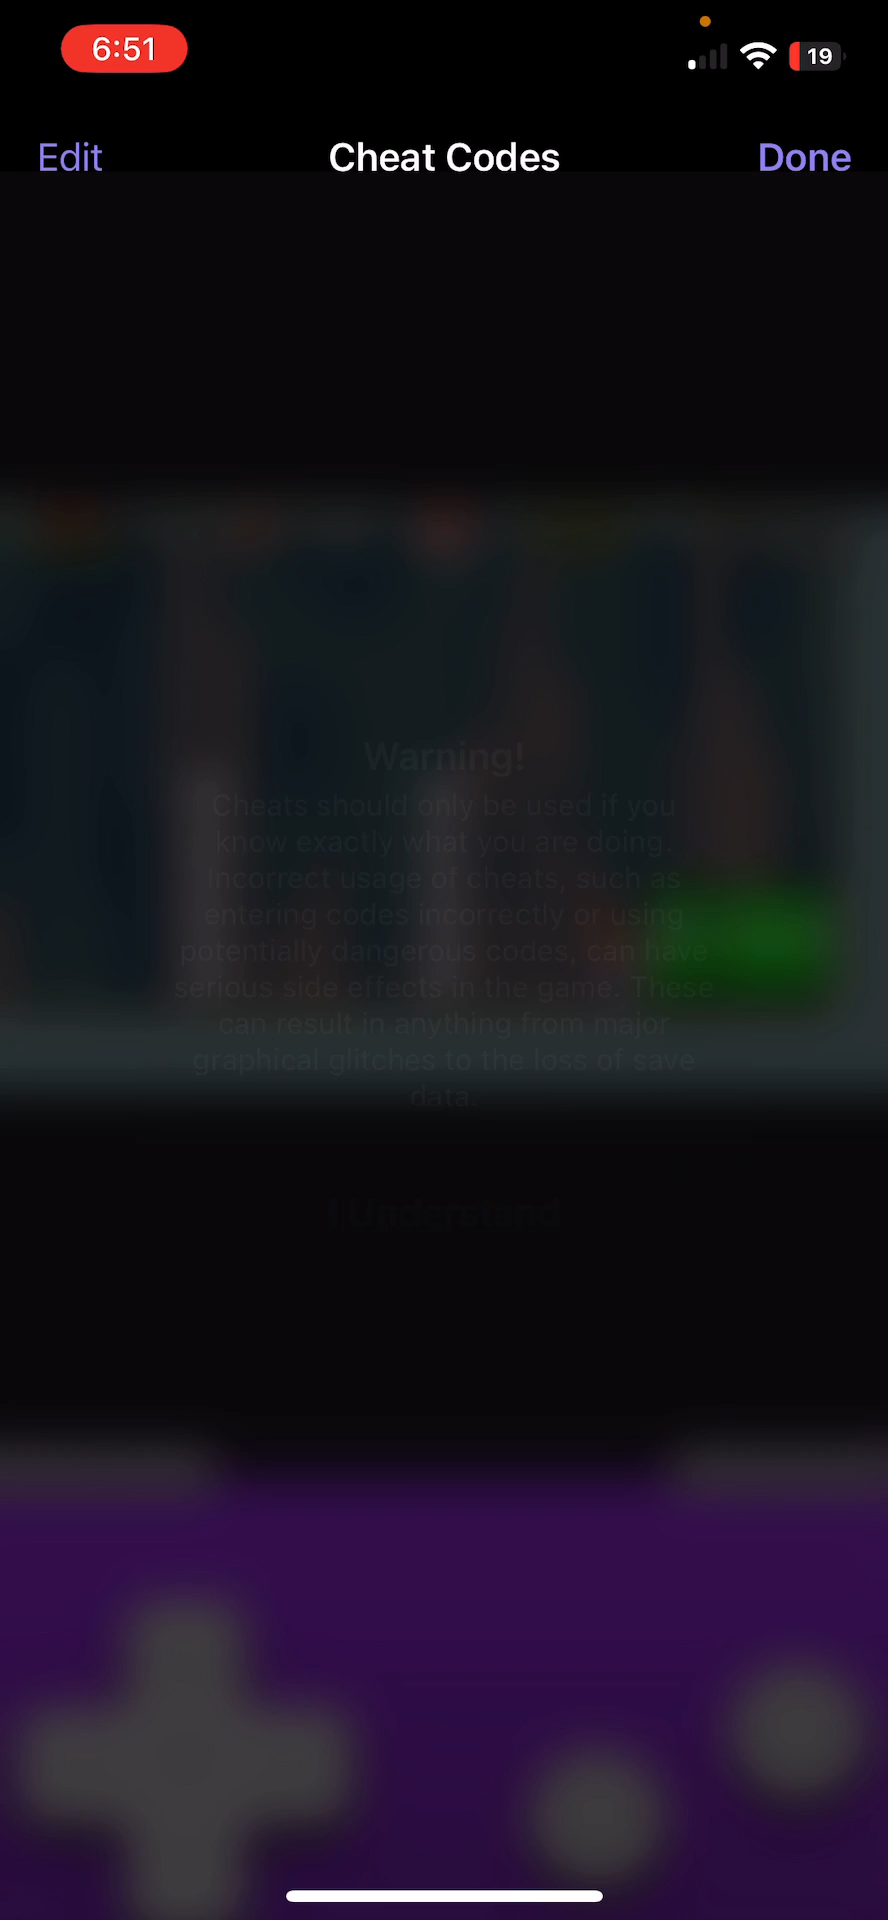 6:51
19
Edit
Cheat Codes
Done
Warning!
Cheats should only be used if you
know exactly what you are doing.
Incorrect usage of cheats, such as
entering codes incorrectly or using
potentially dangerous codes, can have
serious side effects in the game. These
can result in anything from major
graphical glitches to the loss of save
data.
I Understand